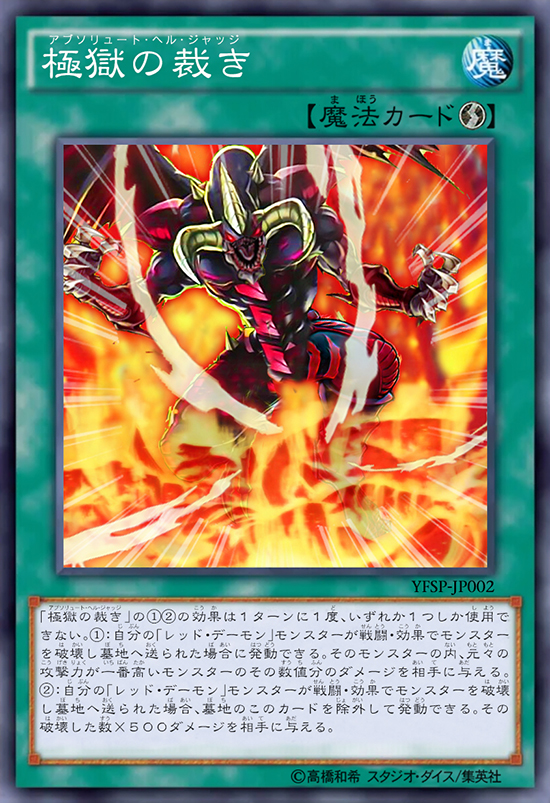 アブソリュート・ヘル・ジャッジ
極獄の裁き
魔
【魔法カード】
YFSP-JP002
「極獄の裁き」の①②の効果は1ターンに1度、いずれか1つしか使用で
きない。①:自分の「レッド・デーモン」モンスターが戦闘・効果でモンスター
を破壊し墓地へ送られた場合に発動できる。そのモンスターの内、元々の
攻撃力が一番高いモンスターのその数値分のダメージを相手に与える。
②:自分の「レッド・デーモン」モンスターが戦闘・効果でモンスターを破壊
し墓地へ送られた場合、墓地のこのカードを除外して発動できる。その
破壊した数×500ダメージを相手に与える。
©高橋和希 スタジオ・ダイス/集英社